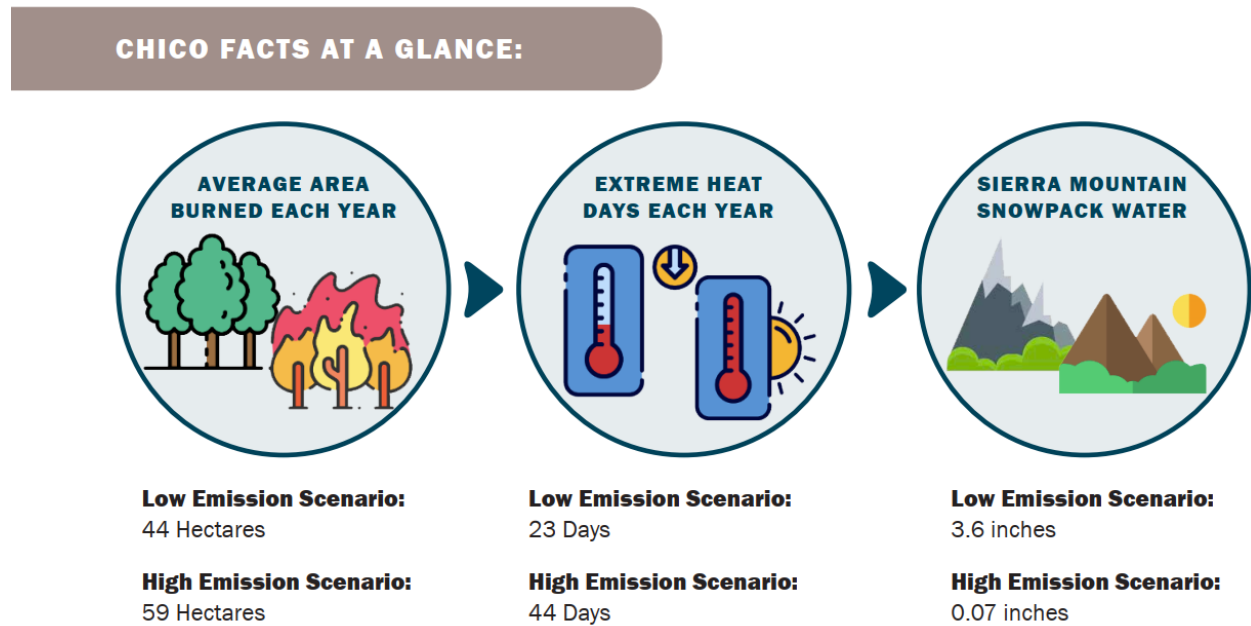 CHICO FACTS AT A GLANCE:
AVERAGE AREA
BURNED EACH YEAR
Low Emission Scenario:
44 Hectares
High Emission Scenario:
59 Hectares
EXTREME HEAT
DAYS EACH YEAR
Low Emission Scenario:
23 Days
High Emission Scenario:
44 Days
SIERRA MOUNTAIN
SNOWPACK WATER
Low Emission Scenario:
3.6 inches
High Emission Scenario:
0.07 inches